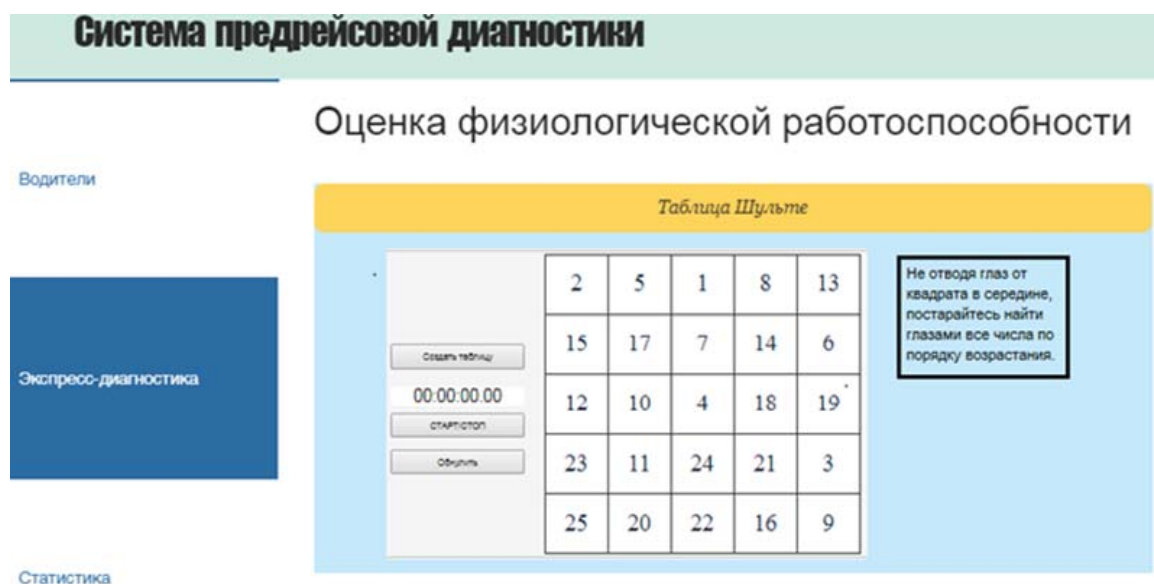 Система предрейсовой диагностики
Оценка физиологической работоспособности
Водители
Таблица Шульте
Экспресс-диагностика
Статистика
Создать таблицу
00:00:00.00
СТАРТ/СТОП
Обнулить
2 5 1 8 13
15 17 7 14 6
12 10 4 18 19
23 11 24 21 3
25 20 22 16 9
Не отводя глаз от
квадрата в середине,
постарайтесь найти
глазами все числа по
порядку возрастания.